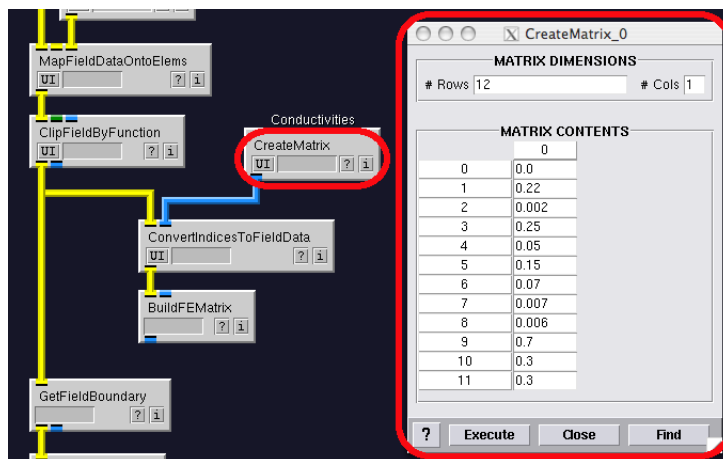 MapFieldDataOntoElems
UI ? i
ClipFieldByFunction
UI ? i
Conductivities
CreateMatrix
UI ? i
ConvertIndicesToFieldData
UI ? i
BuildFEMatrix
? i
GetFieldBoundary
? i
X CreateMatrix_0
MATRIX DIMENSIONS
# Rows 12 # Cols 1
MATRIX CONTENTS
0
0 0.0
1 0.22
2 0.002
3 0.25
4 0.05
5 0.15
6 0.07
7 0.007
8 0.006
9 0.7
10 0.3
11 0.3
? Execute Close Find